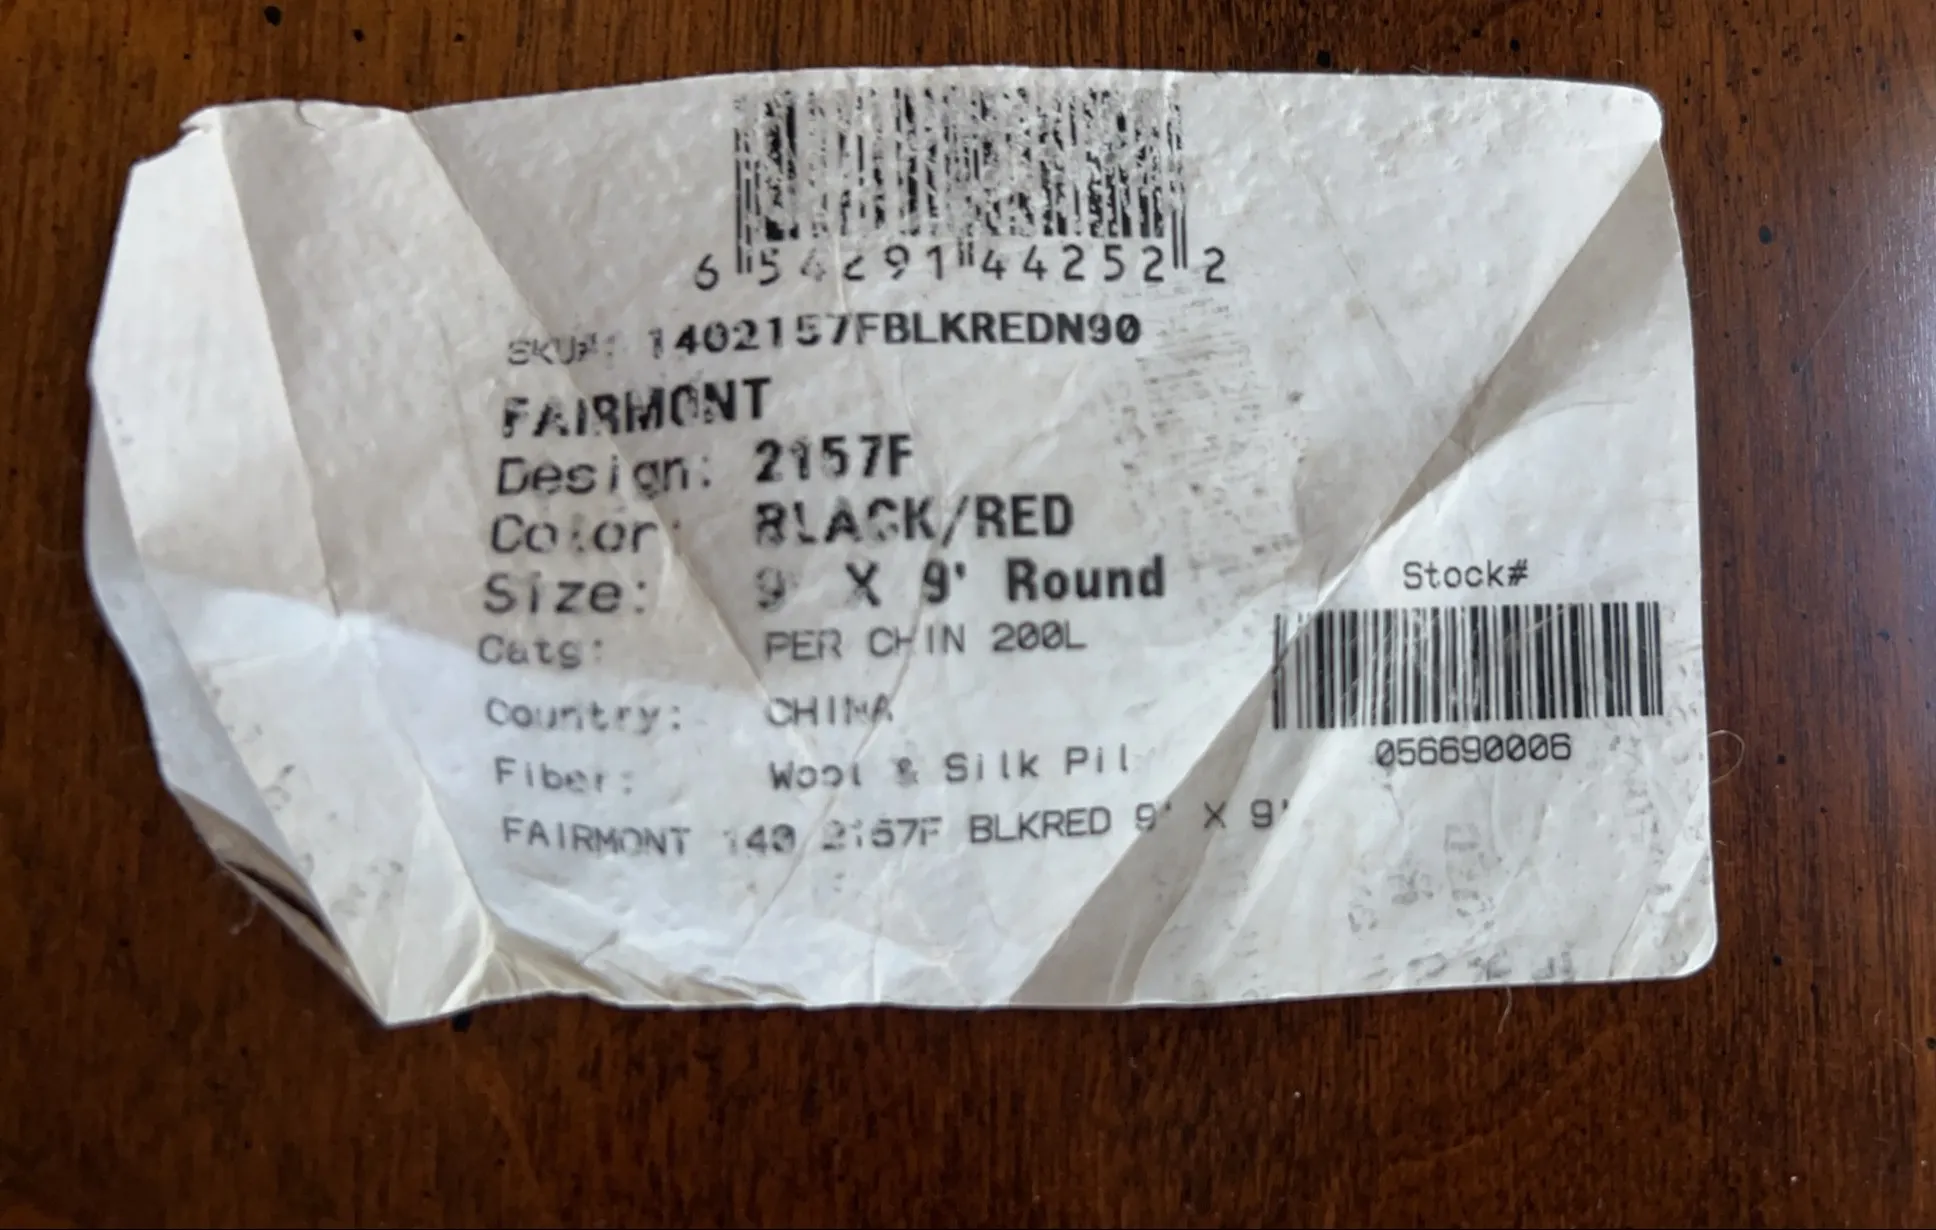 6 54291 44252 2
SKU#: 1402157FBLKREDN90
FAIRMONT
Design: 2157F
Color: BLACK/RED
Size: 9' X 9' Round
Cats: PER CHIN 200L
Country: CHINA
Fiber: Wool & Silk Pil
FAIRMONT 140 2157F BLKRED 9' X 9'
Stock#
056690006